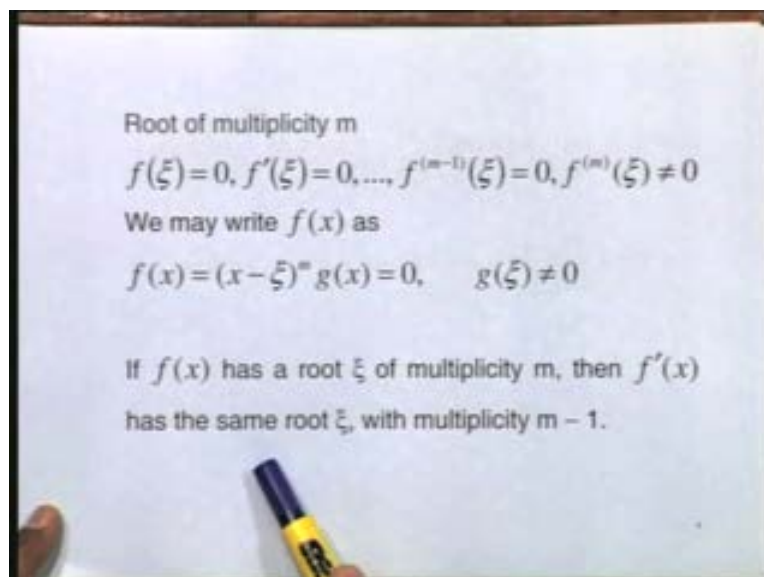 Root of multiplicity m
f(ξ)=0, f′(ξ)=0,..., f⁽ᵐ⁻¹⁾(ξ)=0, f⁽ᵐ⁾(ξ)≠0
We may write f(x) as
f(x)=(x−ξ)ᵐ g(x)=0, g(ξ)≠0
If f(x) has a root ξ of multiplicity m, then f′(x)
has the same root ξ, with multiplicity m – 1.